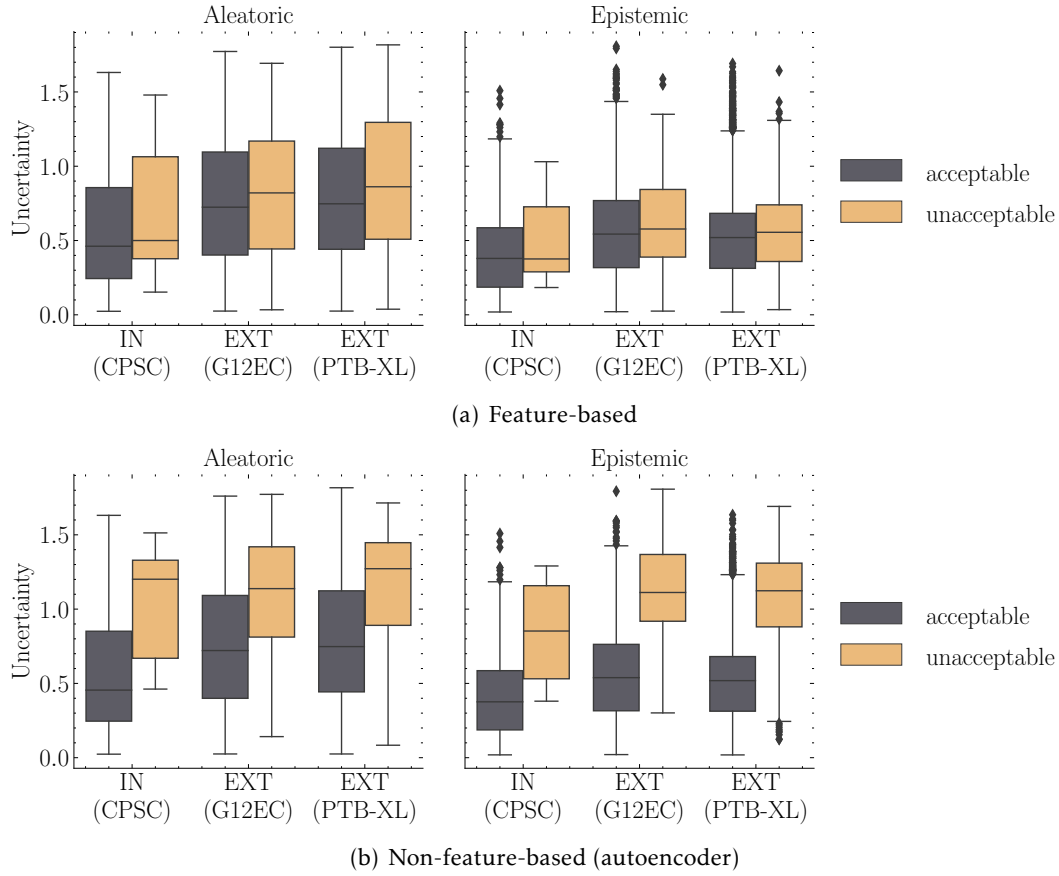 Aleatoric
Epistemic
Uncertainty
1.5
1.0
0.5
0.0
IN
(CPSC)
EXT
(G12EC)
EXT
(PTB-XL)
IN
(CPSC)
EXT
(G12EC)
EXT
(PTB-XL)
acceptable
unacceptable
(a) Feature-based
Aleatoric
Epistemic
Uncertainty
1.5
1.0
0.5
0.0
IN
(CPSC)
EXT
(G12EC)
EXT
(PTB-XL)
IN
(CPSC)
EXT
(G12EC)
EXT
(PTB-XL)
acceptable
unacceptable
(b) Non-feature-based (autoencoder)